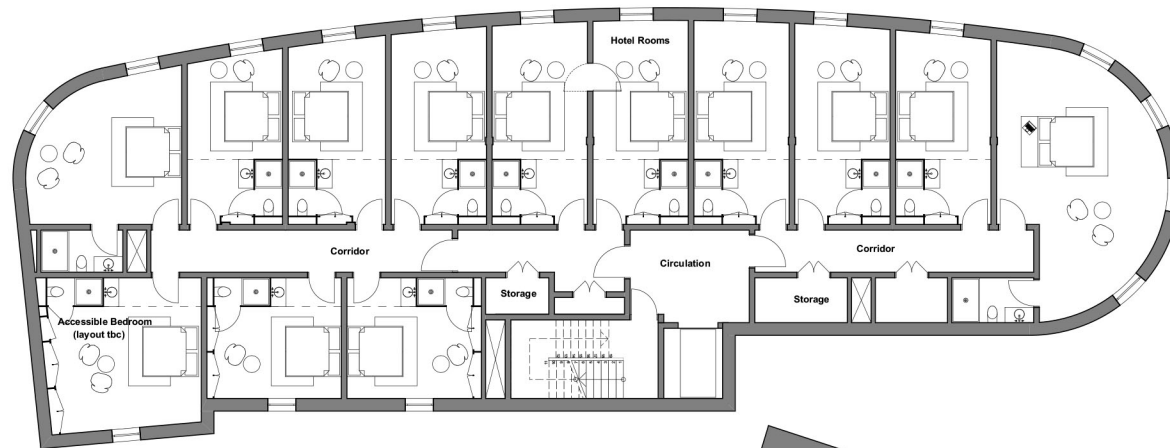 Hotel Rooms
Corridor
Circulation
Corridor
Storage
Storage
Accessible Bedroom
(layout tbc)